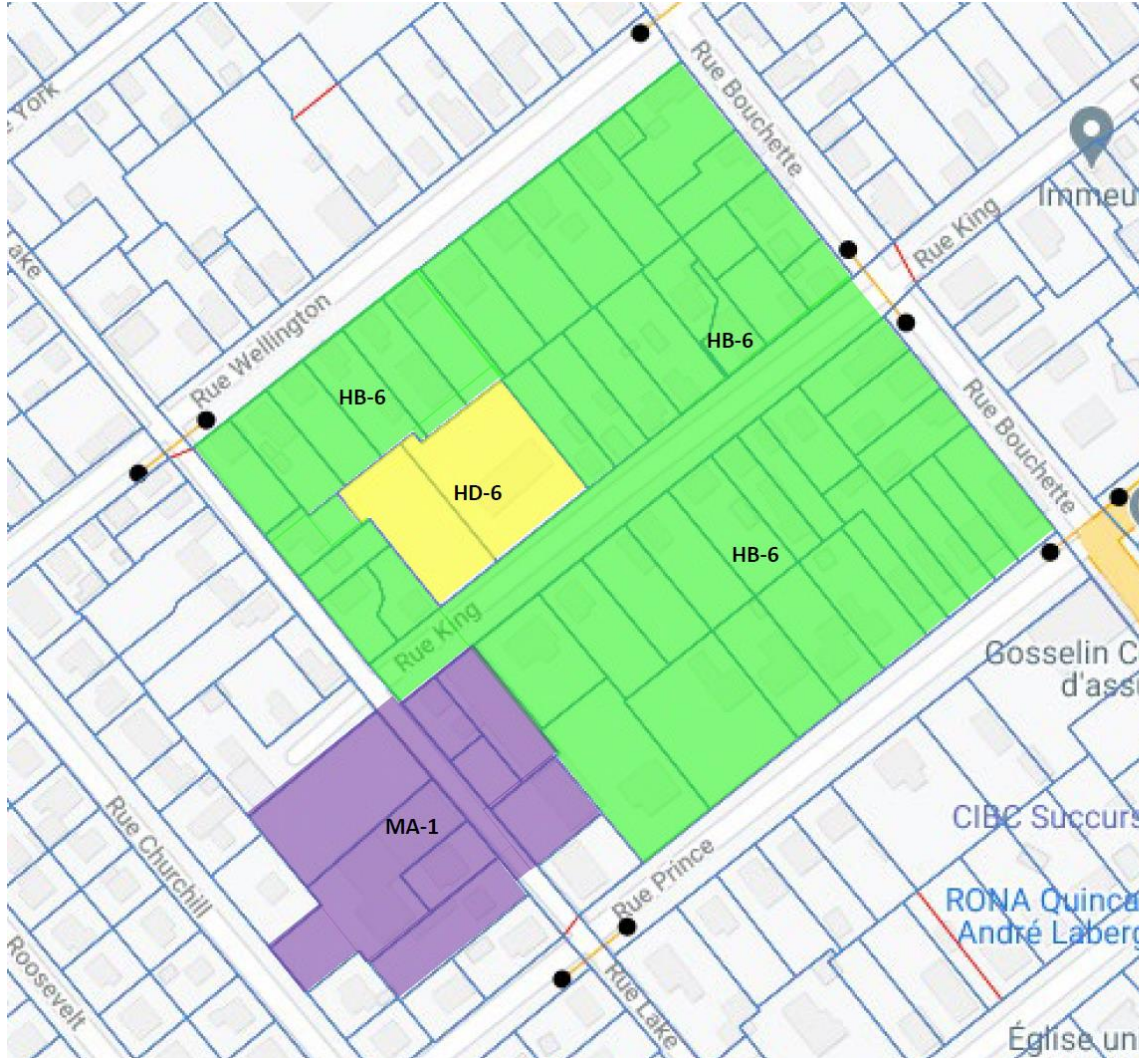 York
Rue Bouchette
Immeu
Rue King
Lake
Rue Wellington
HB-6
HB-6
Rue Bouchette
HD-6
HB-6
Rue King
Gosselin C
d'assu
Rue Churchill
MA-1
CIBC Succurs
Rue Prince
RONA Quinca
André Laberg
Roosevelt
Rue Lake
Église un